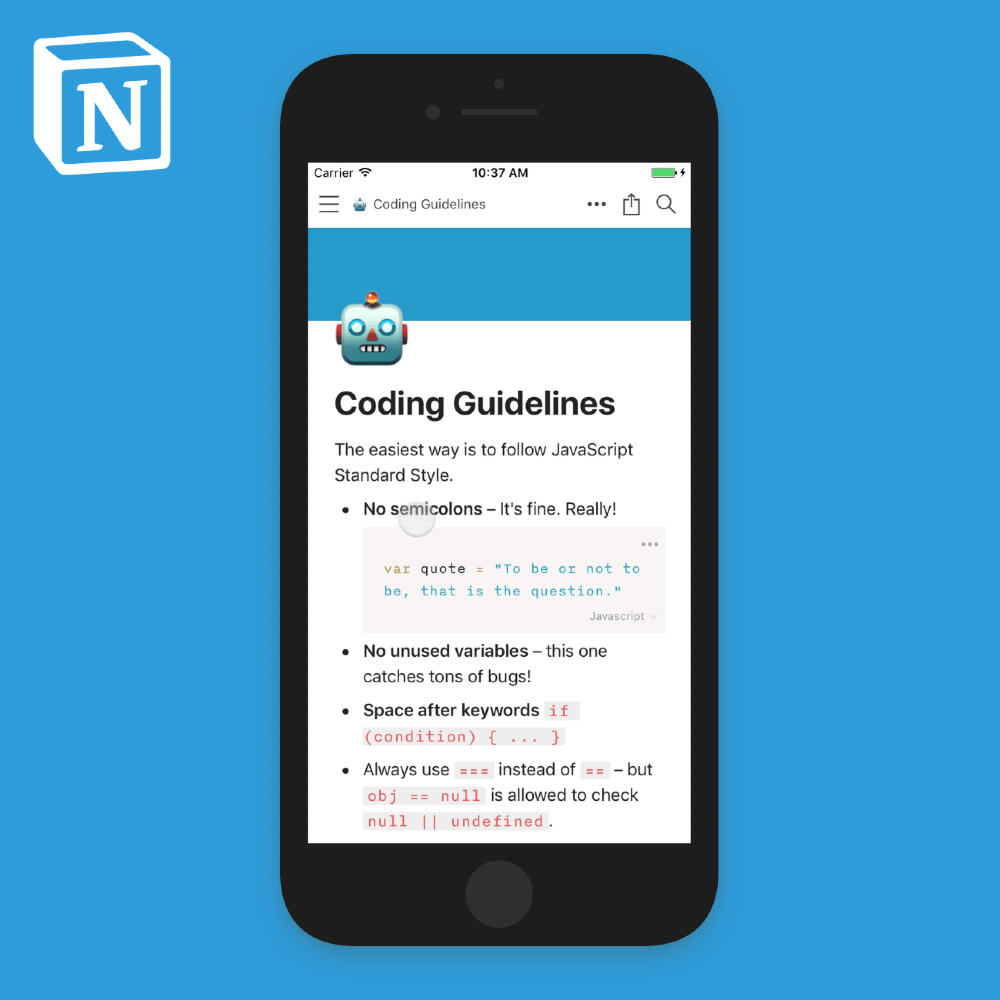 N
Carrier 10:37 AM
Coding Guidelines
Coding Guidelines
The easiest way is to follow JavaScript
Standard Style.
• No semicolons – It's fine. Really!
var quote = "To be or not to
be, that is the question."
Javascript
• No unused variables – this one
catches tons of bugs!
• Space after keywords if
(condition) { ... }
• Always use === instead of == – but
obj == null is allowed to check
null || undefined.